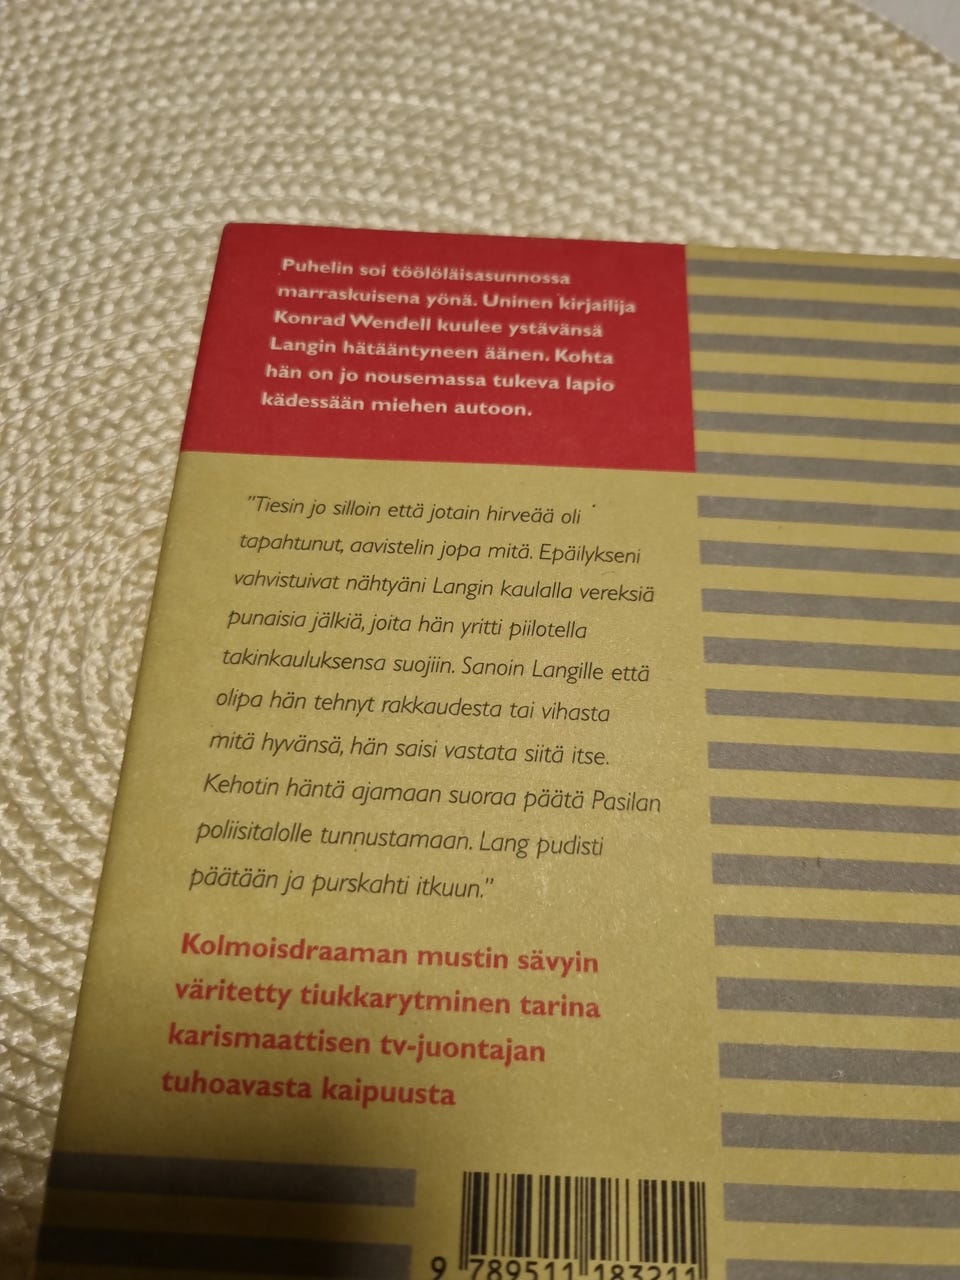 Puhelin soi töölöläisasunnossa
marraskuisena yönä. Uninen kirjailija
Konrad Wendell kuulee ystävänsä
Langin hätääntyneen äänen. Kohta
hän on jo nousemassa tukeva lapio
kädessään miehen autoon.
"Tiesin jo silloin että jotain hirveää oli
tapahtunut, aavistelin jopa mitä. Epäilykseni
vahvistuivat nähtyäni Langin kaulalla vereksiä
punaisia jälkiä, joita hän yritti piilotella
takinkauluksensa suojiin. Sanoin Langille että
olipa hän tehnyt rakkaudesta tai vihasta
mitä hyvänsä, hän saisi vastata siitä itse.
Kehotin häntä ajamaan suoraa päätä Pasilan
poliisitalolle tunnustamaan. Lang pudisti
päätään ja purskahti itkuun."
Kolmoisdraaman mustin sävyin
väritetty tiukkarytminen tarina
karismaattisen tv-juontajan
tuhoavasta kaipuusta
9 789511 183211